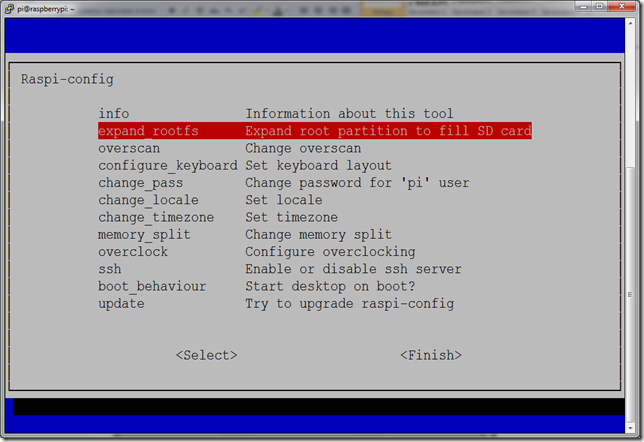 pi@raspberrypi: ~
Raspi-config
info Information about this tool
expand_rootfs Expand root partition to fill SD card
overscan Change overscan
configure_keyboard Set keyboard layout
change_pass Change password for 'pi' user
change_locale Set locale
change_timezone Set timezone
memory_split Change memory split
overclock Configure overclocking
ssh Enable or disable ssh server
boot_behaviour Start desktop on boot?
update Try to upgrade raspi-config
<Select> <Finish>